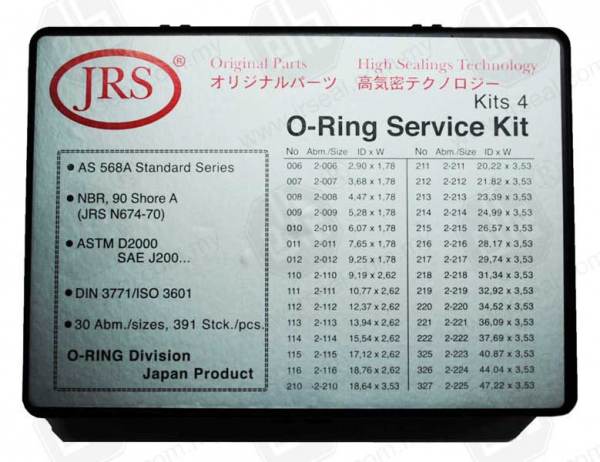 JRS®
Original Parts High Sealings Technology
オリジナルパーツ 高気密テクノロジー
Kits 4
O-Ring Service Kit
• AS 568A Standard Series
• NBR, 90 Shore A
(JRS N674-70)
• ASTM D2000
SAE J200...
• DIN 3771/ISO 3601
• 30 Abm./sizes, 391 Stck./pcs.
O-RING Division
Japan Product
No Abm./Size ID x W No Abm./Size ID x W
006 2-006 2,90 x 1,78 211 2-211 20,22 x 3,53
007 2-007 3,68 x 1,78 212 2-212 21,82 x 3,53
008 2-008 4,47 x 1,78 213 2-213 23,39 x 3,53
009 2-009 5,28 x 1,78 214 2-214 24,99 x 3,53
010 2-010 6,07 x 1,78 215 2-215 26,57 x 3,53
011 2-011 7,65 x 1,78 216 2-216 28,17 x 3,53
012 2-012 9,25 x 1,78 217 2-217 29,74 x 3,53
110 2-110 9,19 x 2,62 218 2-218 31,34 x 3,53
111 2-111 10,77 x 2,62 219 2-219 32,92 x 3,53
112 2-112 12,37 x 2,62 220 2-220 34,52 x 3,53
113 2-113 13,94 x 2,62 221 2-221 36,09 x 3,53
114 2-114 15,54 x 2,62 222 2-222 37,69 x 3,53
115 2-115 17,12 x 2,62 325 2-223 40,87 x 3,53
116 2-116 18,76 x 2,62 326 2-224 44,04 x 3,53
210 -2-210 18,64 x 3,53 327 2-225 47,22 x 3,53